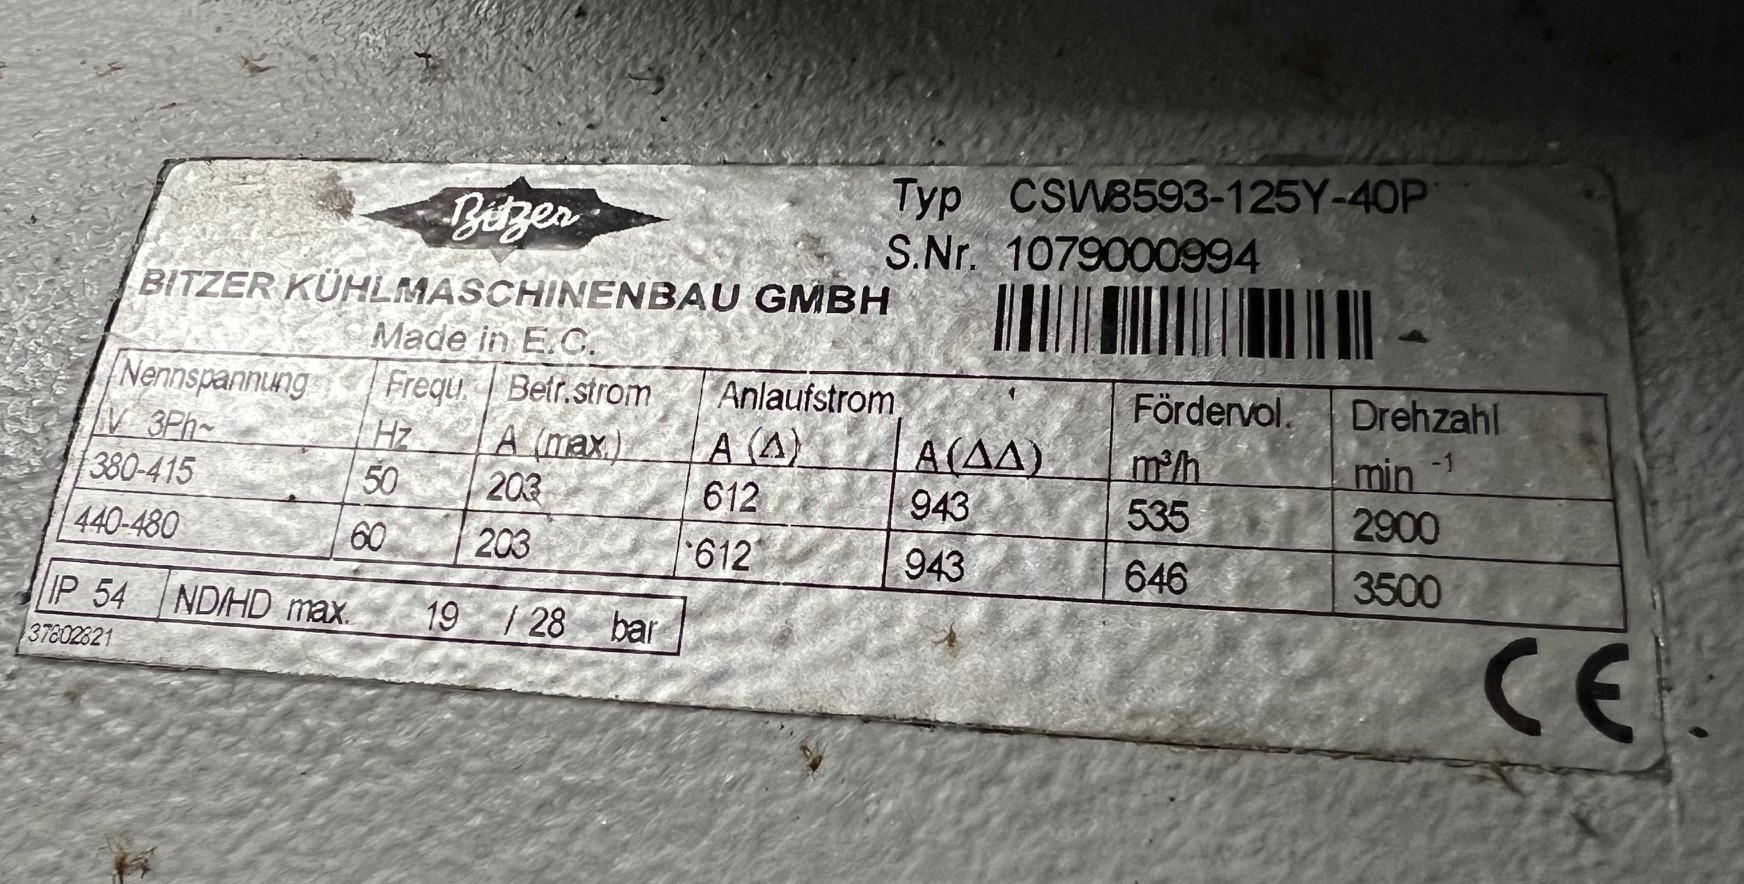 Bitzer
Typ CSW8593-125Y-40P
S.Nr. 1079000994
BITZER KÜHLMASCHINENBAU GMBH
Made in E.C.
Nennspannung Frequ. Betr.strom Anlaufstrom Fördervol. Drehzahl
V 3Ph~ Hz A (max.) A (Δ) A (ΔΔ) m³/h min -1
380-415 50 203 612 943 535 2900
440-480 60 203 612 943 646 3500
IP 54 ND/HD max. 19 / 28 bar
37802821
CE